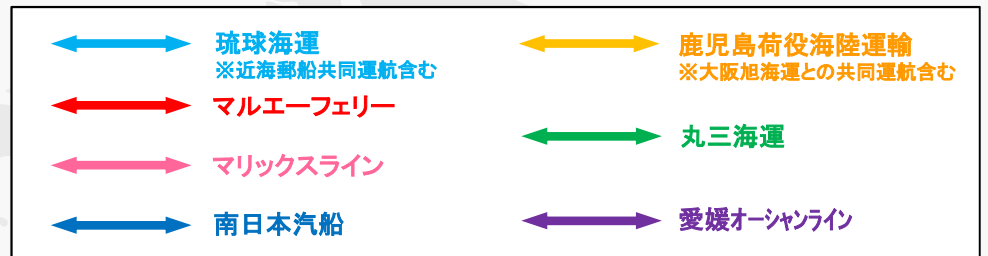 琉球海運
※近海郵船共同運航含む
マルエーフェリー
マリックスライン
南日本汽船
鹿児島荷役海陸運輸
※大阪旭海運との共同運航含む
丸三海運
愛媛オーシャンライン